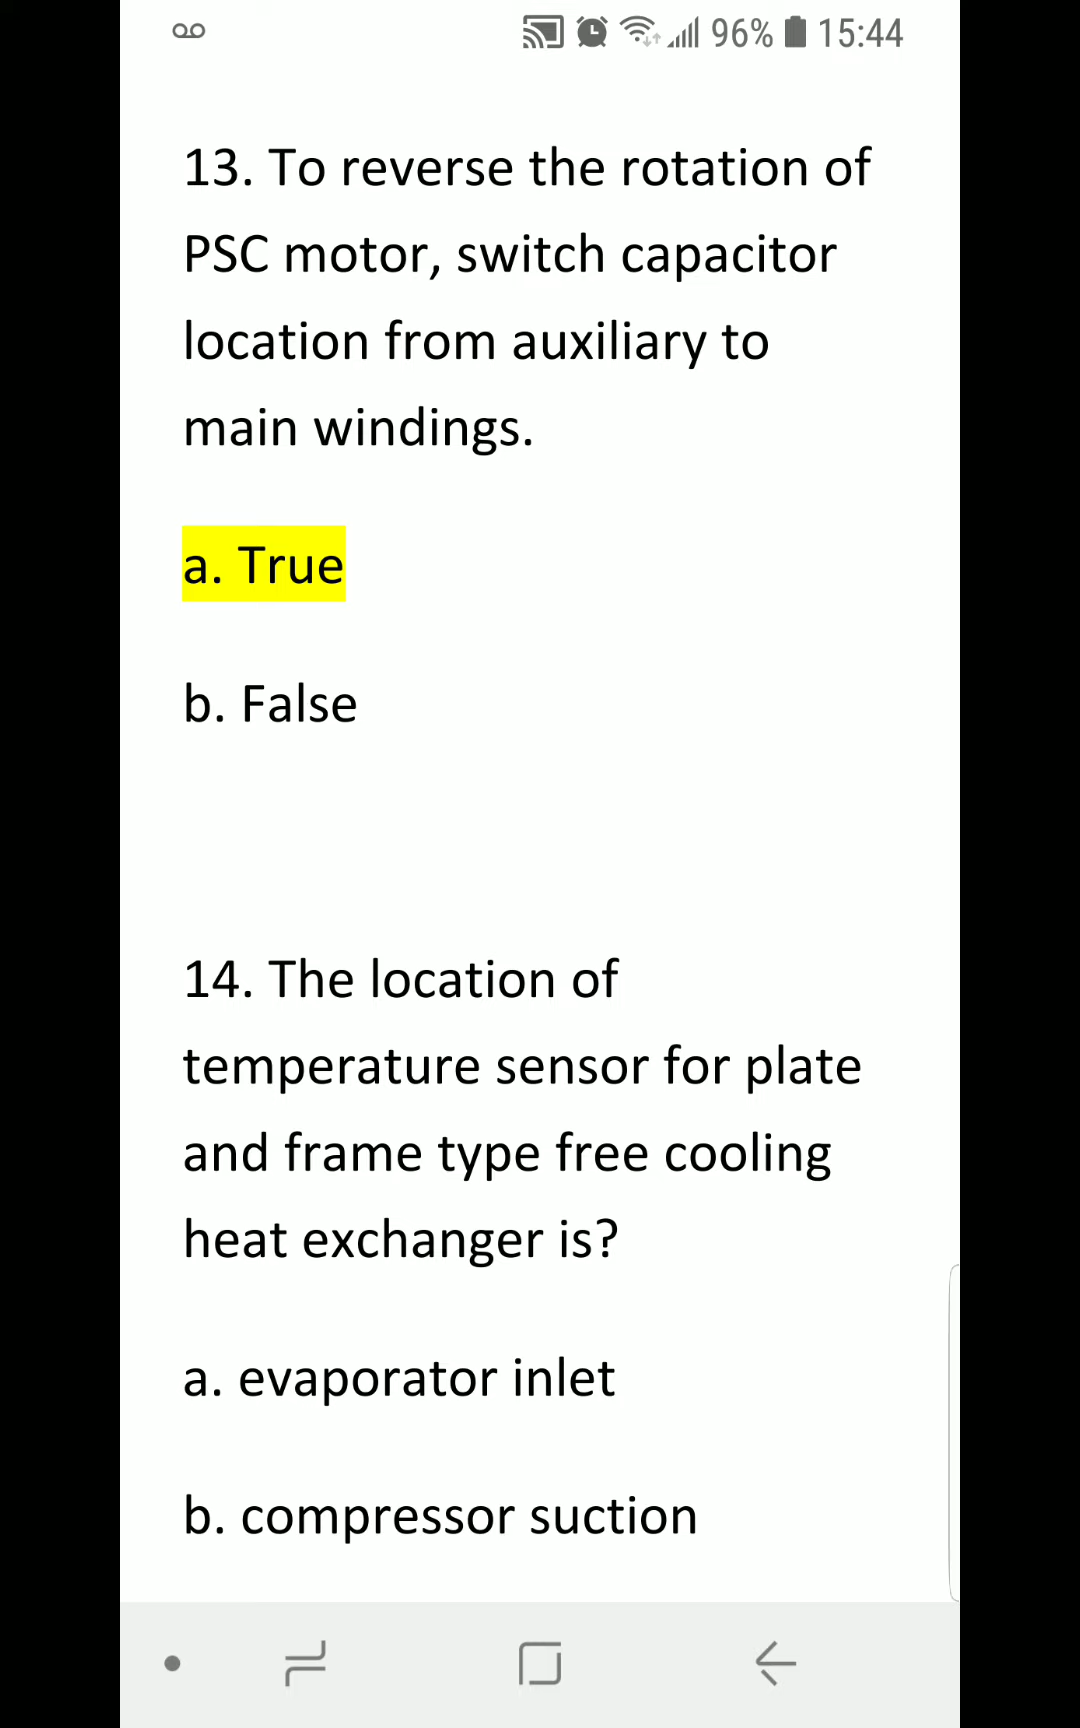 96% 15:44
13. To reverse the rotation of
PSC motor, switch capacitor
location from auxiliary to
main windings.
a. True
b. False
14. The location of
temperature sensor for plate
and frame type free cooling
heat exchanger is?
a. evaporator inlet
b. compressor suction